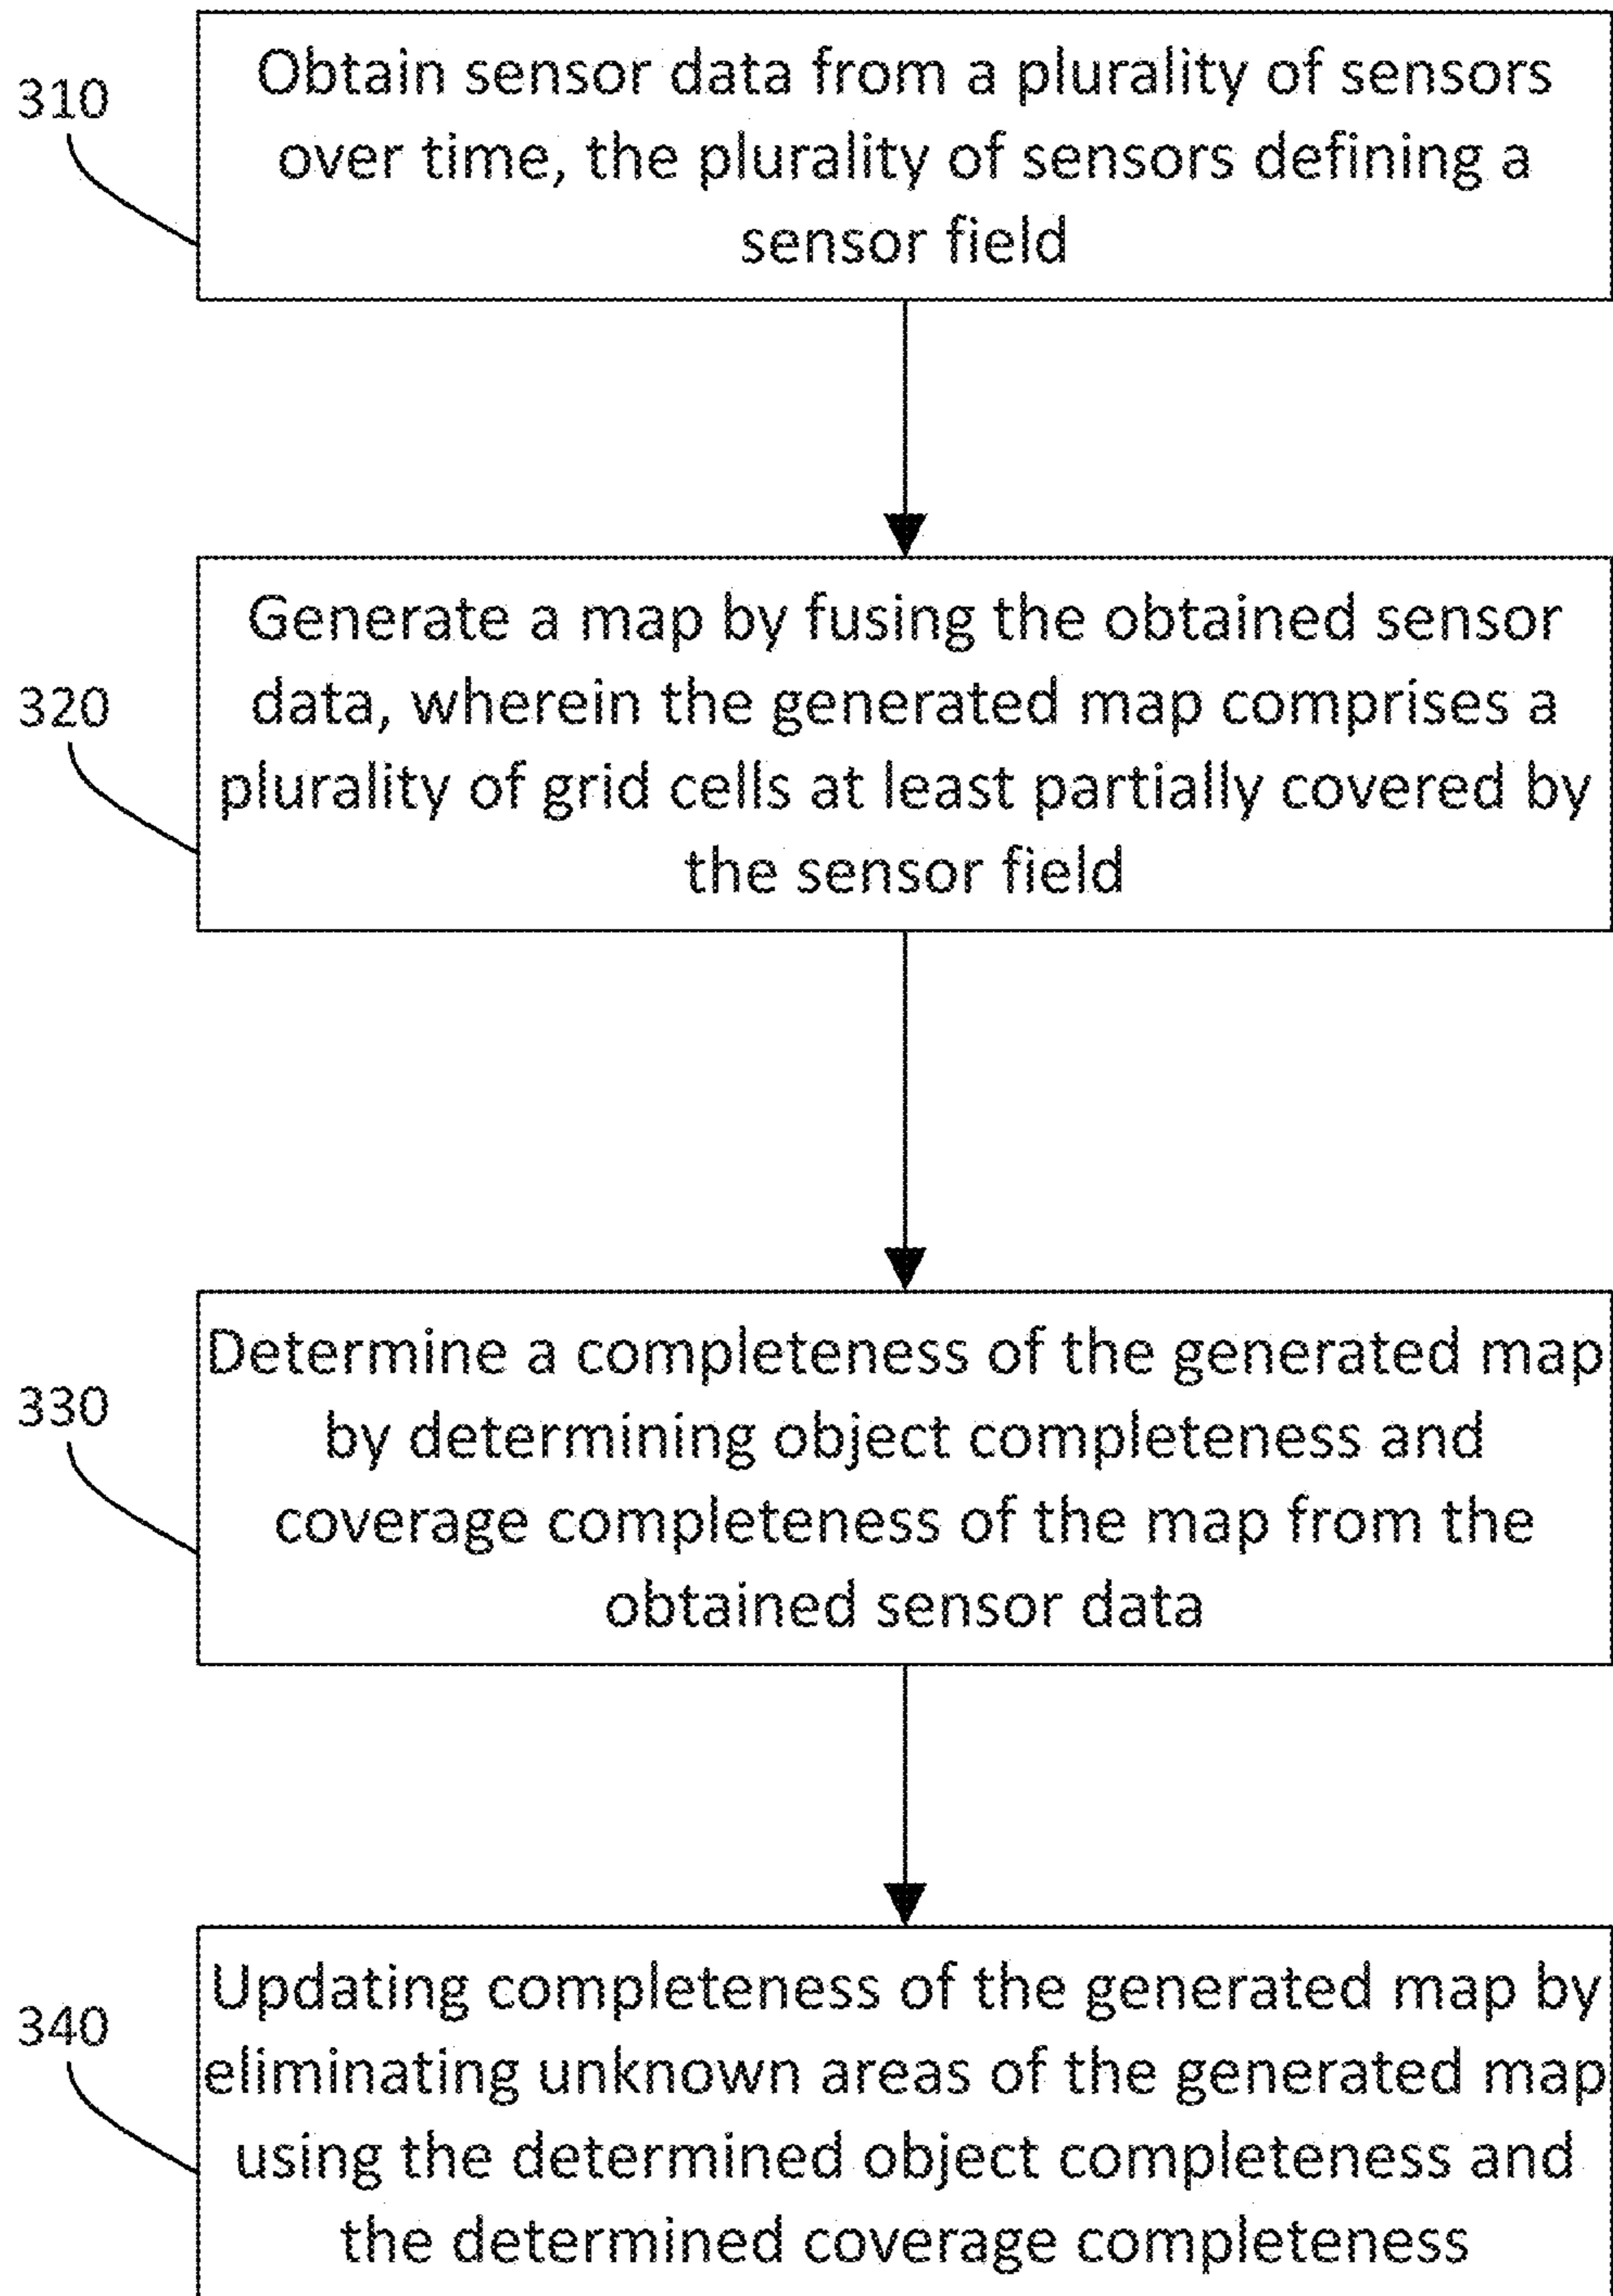 310
Obtain sensor data from a plurality of sensors
over time, the plurality of sensors defining a
sensor field
320
Generate a map by fusing the obtained sensor
data, wherein the generated map comprises a
plurality of grid cells at least partially covered by
the sensor field
330
Determine a completeness of the generated map
by determining object completeness and
coverage completeness of the map from the
obtained sensor data
340
Updating completeness of the generated map by
eliminating unknown areas of the generated map
using the determined object completeness and
the determined coverage completeness